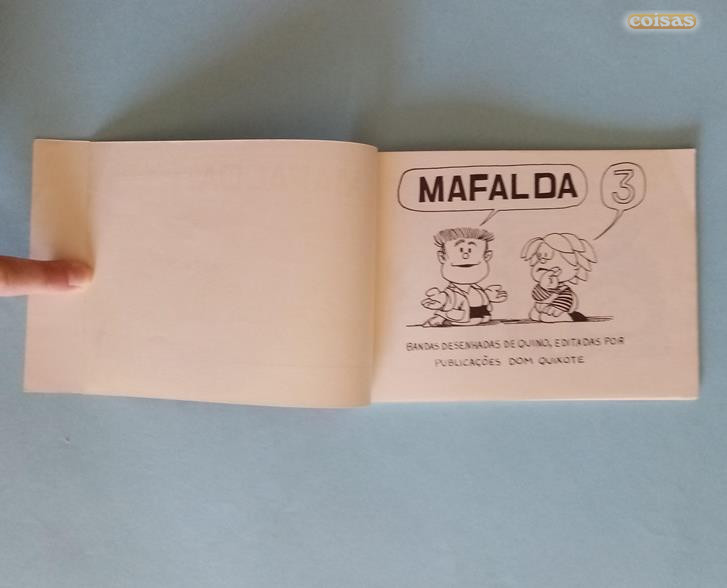 coisas
MAFALDA
3
BANDAS DESENHADAS DE QUINO, EDITADAS POR
PUBLICAÇÕES DOM QUIXOTE